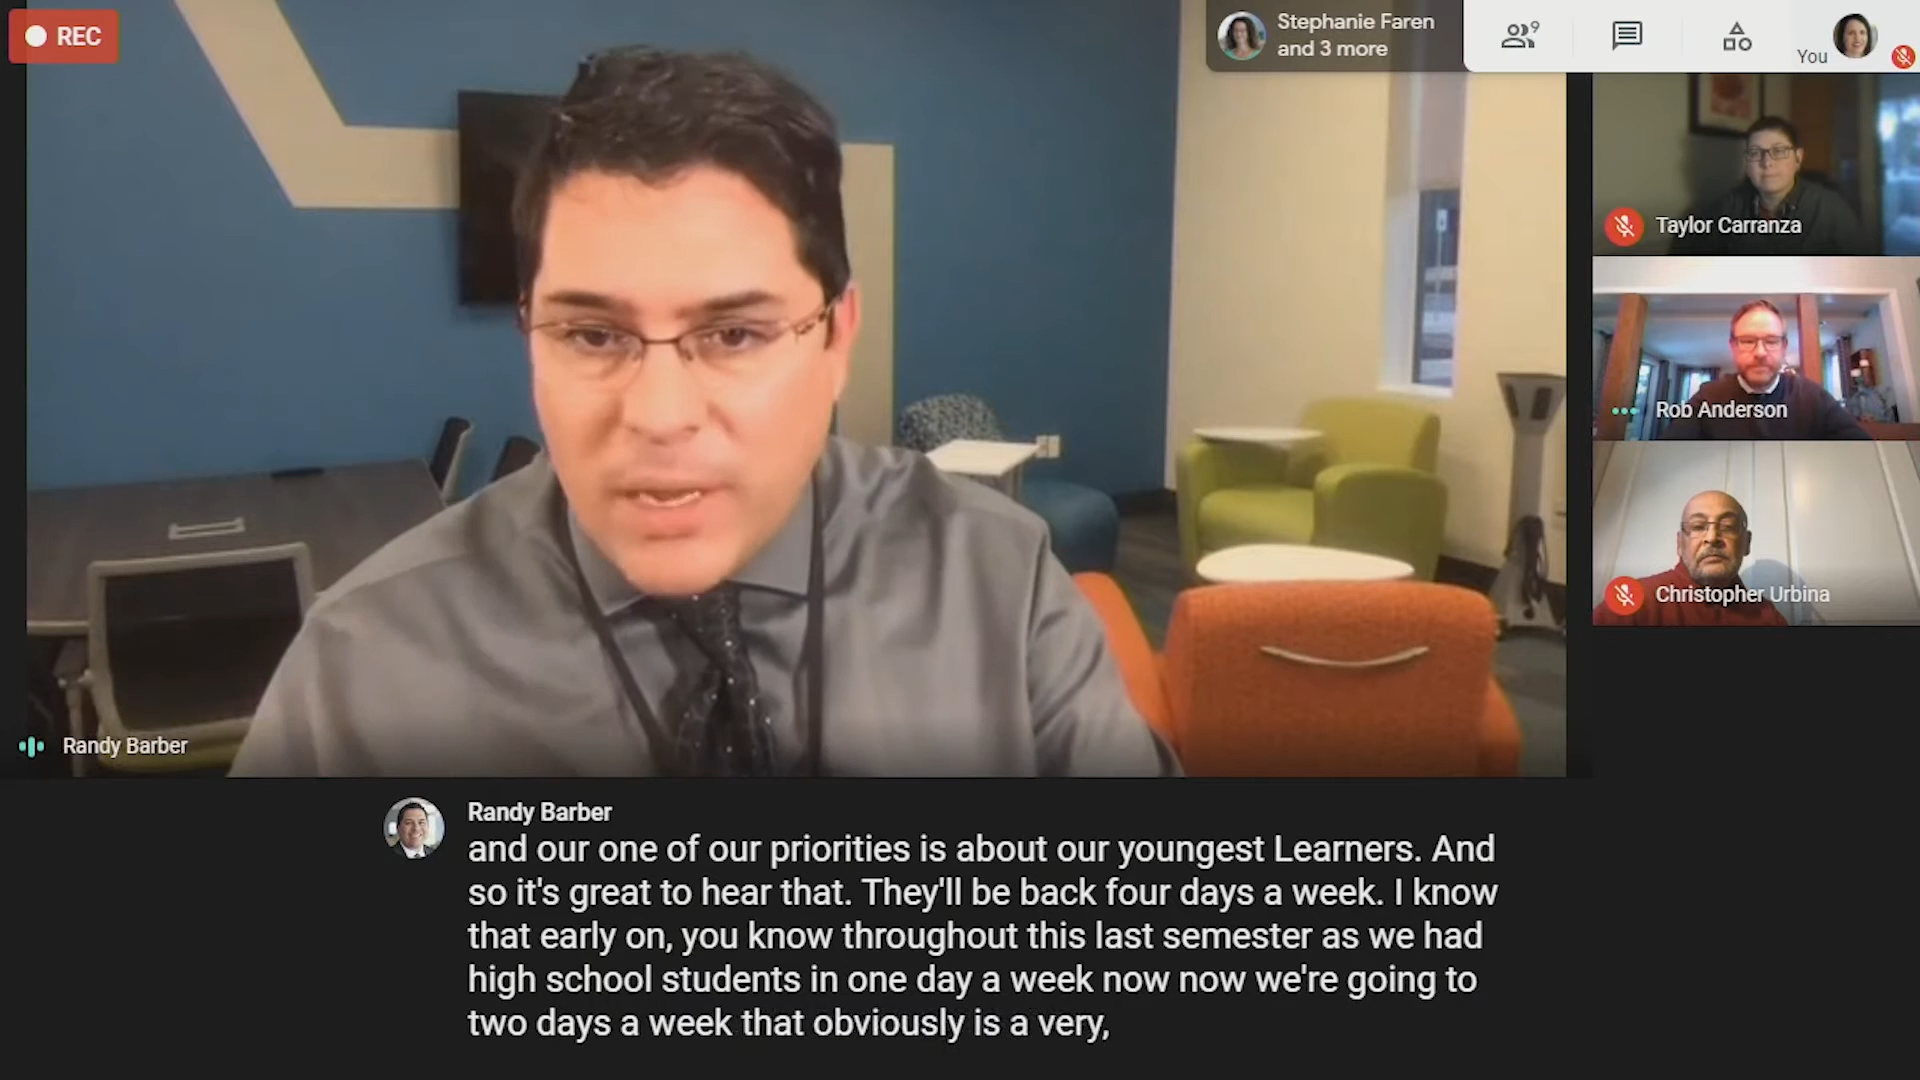 REC
Stephanie Faren
and 3 more
9
You
Taylor Carranza
Rob Anderson
Christopher Urbina
Randy Barber
Randy Barber
and our one of our priorities is about our youngest Learners. And
so it's great to hear that. They'll be back four days a week. I know
that early on, you know throughout this last semester as we had
high school students in one day a week now now we're going to
two days a week that obviously is a very,